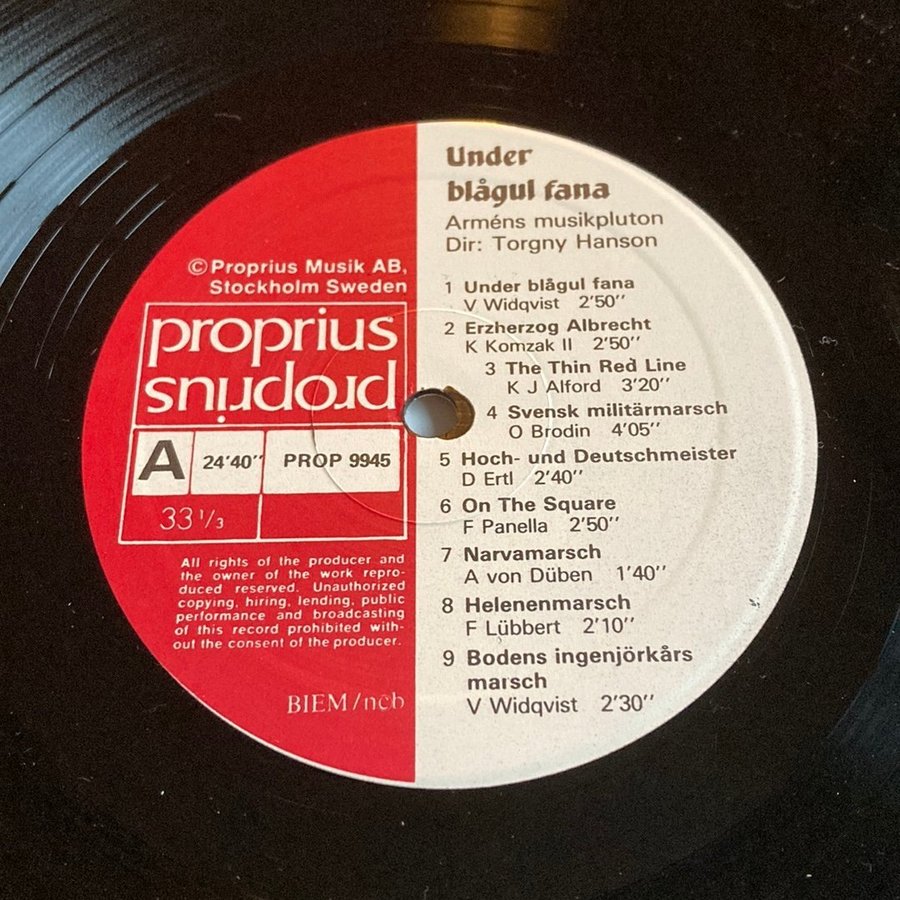 Under
blågul fana
Arméns musikpluton
Dir: Torgny Hanson
© Proprius Musik AB,
Stockholm Sweden
proprius
proprius
A 24'40'' PROP 9945
33 1/3
All rights of the producer and
the owner of the work repro-
duced reserved. Unauthorized
copying, hiring, lending, public
performance and broadcasting
of this record prohibited with-
out the consent of the producer.
BIEM/ncb
1 Under blågul fana
V Widqvist 2'50''
2 Erzherzog Albrecht
K Komzak II 2'50''
3 The Thin Red Line
K J Alford 3'20''
4 Svensk militärmarsch
O Brodin 4'05''
5 Hoch- und Deutschmeister
D Ertl 2'40''
6 On The Square
F Panella 2'50''
7 Narvamarsch
A von Düben 1'40''
8 Helenenmarsch
F Lübbert 2'10''
9 Bodens ingenjörkårs
marsch
V Widqvist 2'30''